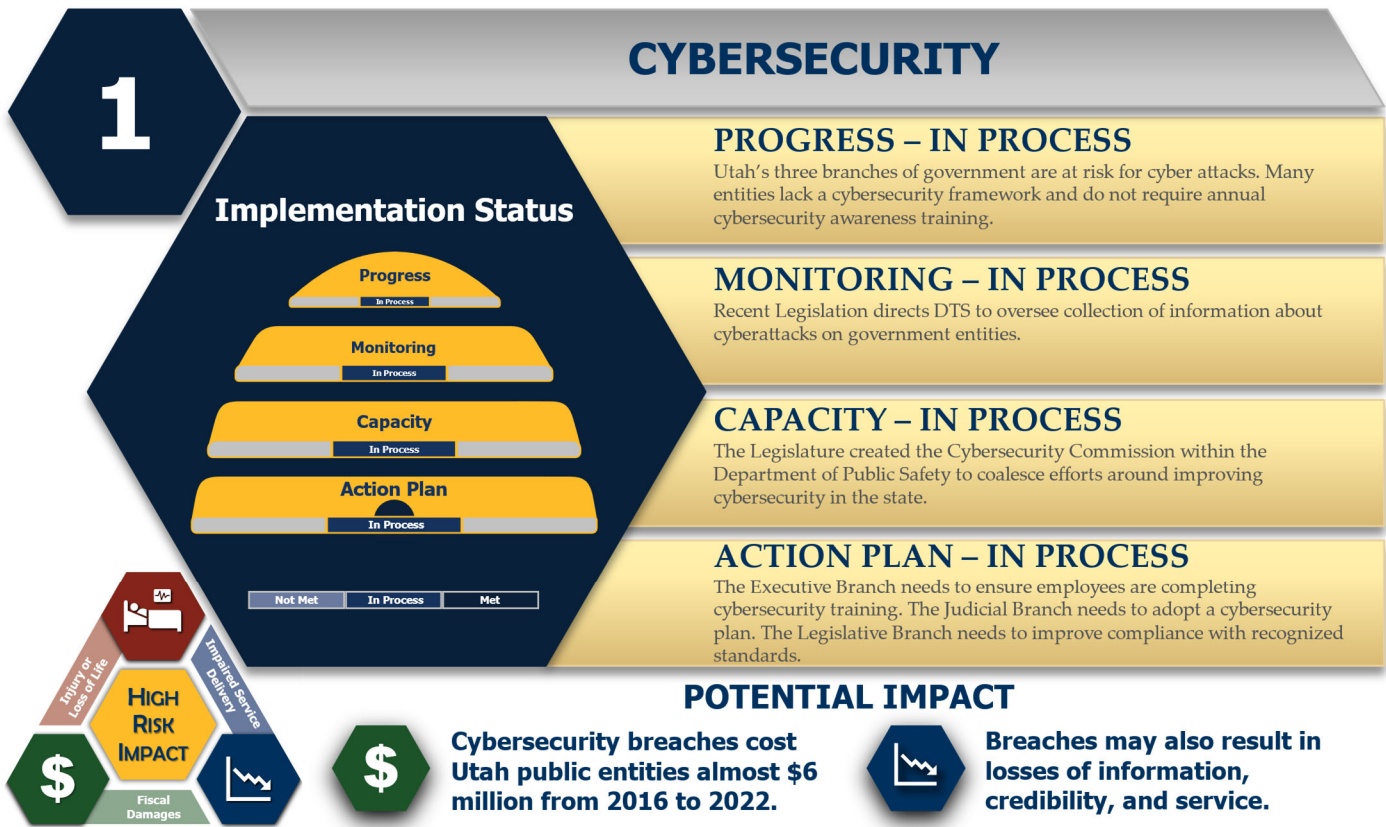 1
CYBERSECURITY
Implementation Status
Progress
In Process
Monitoring
In Process
Capacity
In Process
Action Plan
In Process
Not Met In Process Met
PROGRESS – IN PROCESS
Utah's three branches of government are at risk for cyber attacks. Many
entities lack a cybersecurity framework and do not require annual
cybersecurity awareness training.
MONITORING – IN PROCESS
Recent Legislation directs DTS to oversee collection of information about
cyberattacks on government entities.
CAPACITY – IN PROCESS
The Legislature created the Cybersecurity Commission within the
Department of Public Safety to coalesce efforts around improving
cybersecurity in the state.
ACTION PLAN – IN PROCESS
The Executive Branch needs to ensure employees are completing
cybersecurity training. The Judicial Branch needs to adopt a cybersecurity
plan. The Legislative Branch needs to improve compliance with recognized
standards.
Injury or
Loss of Life
Impaired Service
Delivery
HIGH
RISK
IMPACT
$
Fiscal
Damages
POTENTIAL IMPACT
$
Cybersecurity breaches cost
Utah public entities almost $6
million from 2016 to 2022.
Breaches may also result in
losses of information,
credibility, and service.